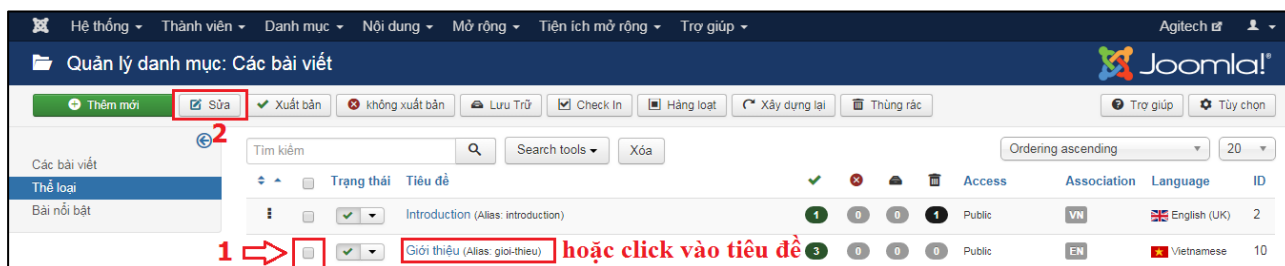 Hệ thống Thành viên Danh mục Nội dung Mở rộng Tiện ích mở rộng Trợ giúp Agitech
Quản lý danh mục: Các bài viết Joomla!®
Thêm mới Sửa Xuất bản không xuất bản Lưu Trữ Check In Hàng loạt Xây dựng lại Thùng rác Trợ giúp Tùy chọn
2
Tìm kiếm Search tools Xóa Ordering ascending 20
Các bài viết
Thể loại
Bài nổi bật
Trạng thái Tiêu đề Access Association Language ID
Introduction (Alias: introduction) 1 0 0 1 Public VN English (UK) 2
1 Giới thiệu (Alias: gioi-thieu) hoặc click vào tiêu đề 3 0 0 0 Public EN Vietnamese 10